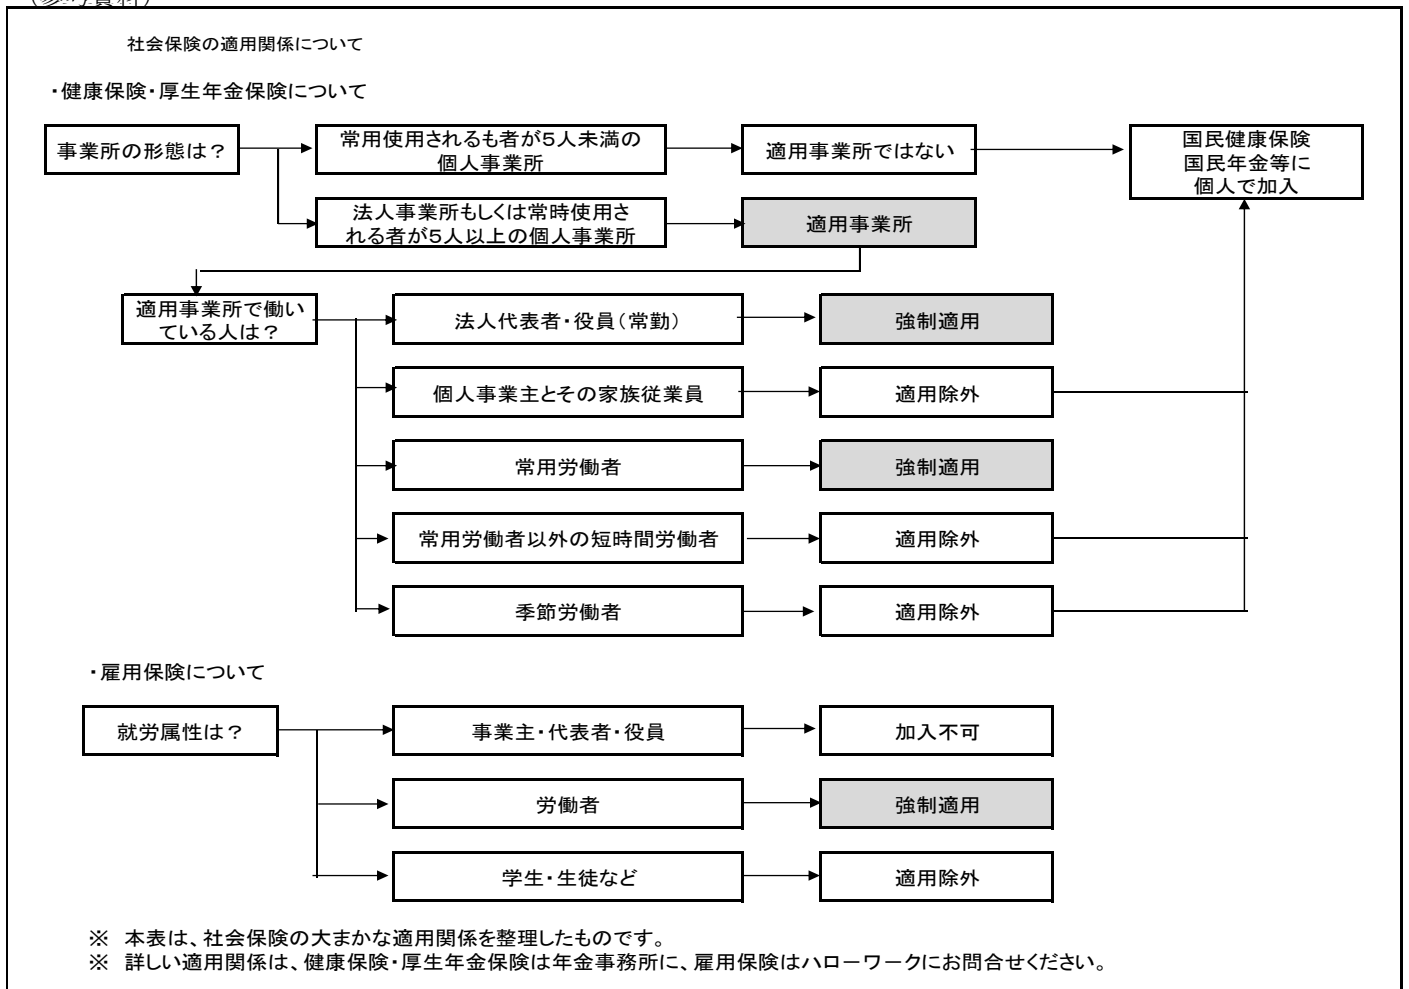 社会保険の適用関係について
・健康保険・厚生年金保険について
事業所の形態は？
常用使用されるも者が５人未満の
個人事業所
適用事業所ではない
国民健康保険
国民年金等に
個人で加入
法人事業所もしくは常時使用さ
れる者が５人以上の個人事業所
適用事業所
適用事業所で働い
ている人は？
法人代表者・役員（常勤）
強制適用
個人事業主とその家族従業員
適用除外
常用労働者
強制適用
常用労働者以外の短時間労働者
適用除外
季節労働者
適用除外
・雇用保険について
就労属性は？
事業主・代表者・役員
加入不可
労働者
強制適用
学生・生徒など
適用除外
※　本表は、社会保険の大まかな適用関係を整理したものです。
※　詳しい適用関係は、健康保険・厚生年金保険は年金事務所に、雇用保険はハローワークにお問合せください。